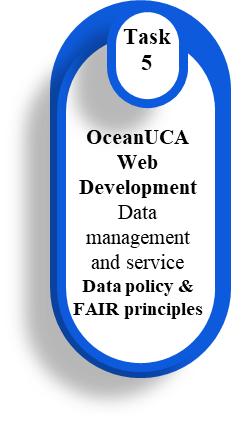 Task
5
OceanUCA
Web
Development
Data
management
and service
Data policy &
FAIR principles